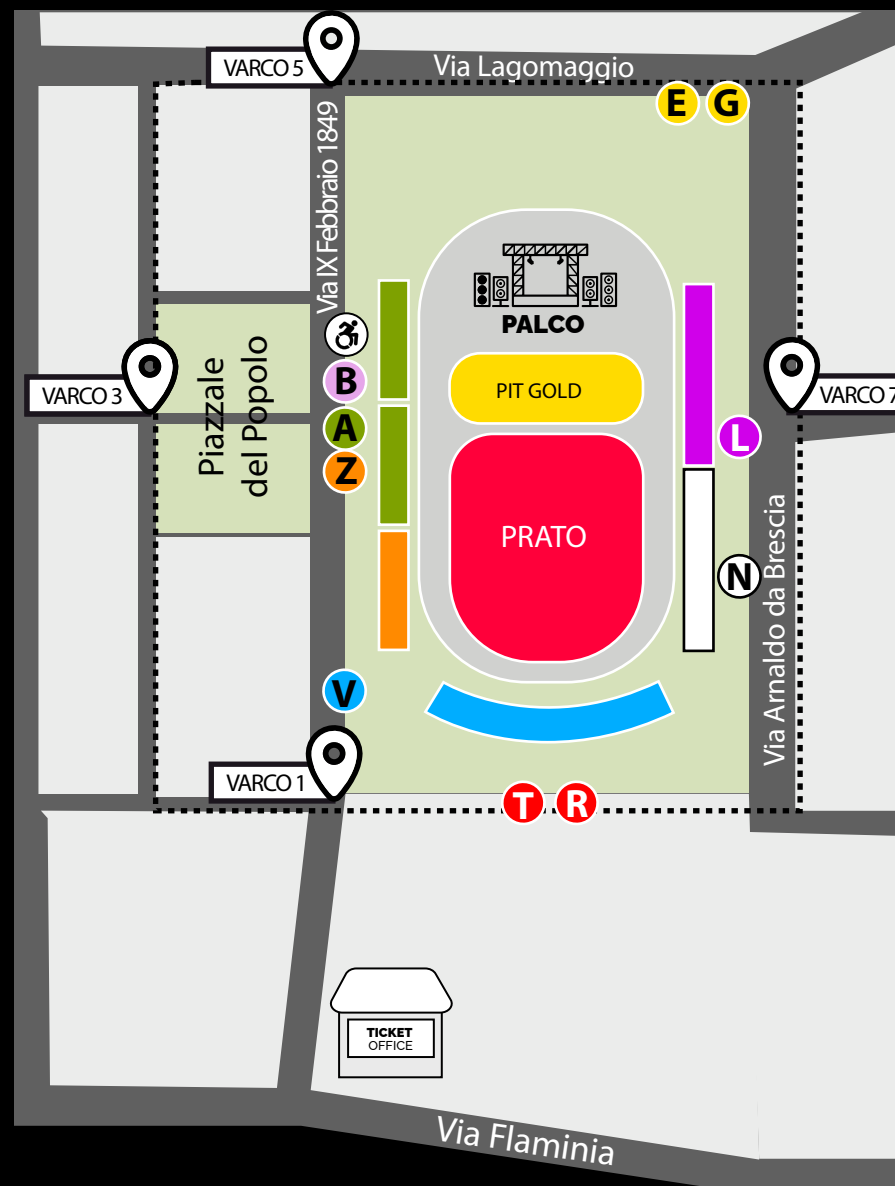 VARCO 5
Via Lagomaggio
E
G
Via IX Febbraio 1849
PALCO
B
VARCO 3
Piazzale
del Popolo
PIT GOLD
VARCO 7
A
L
Z
PRATO
N
Via Arnaldo da Brescia
V
VARCO 1
T
R
TICKET
OFFICE
Via Flaminia